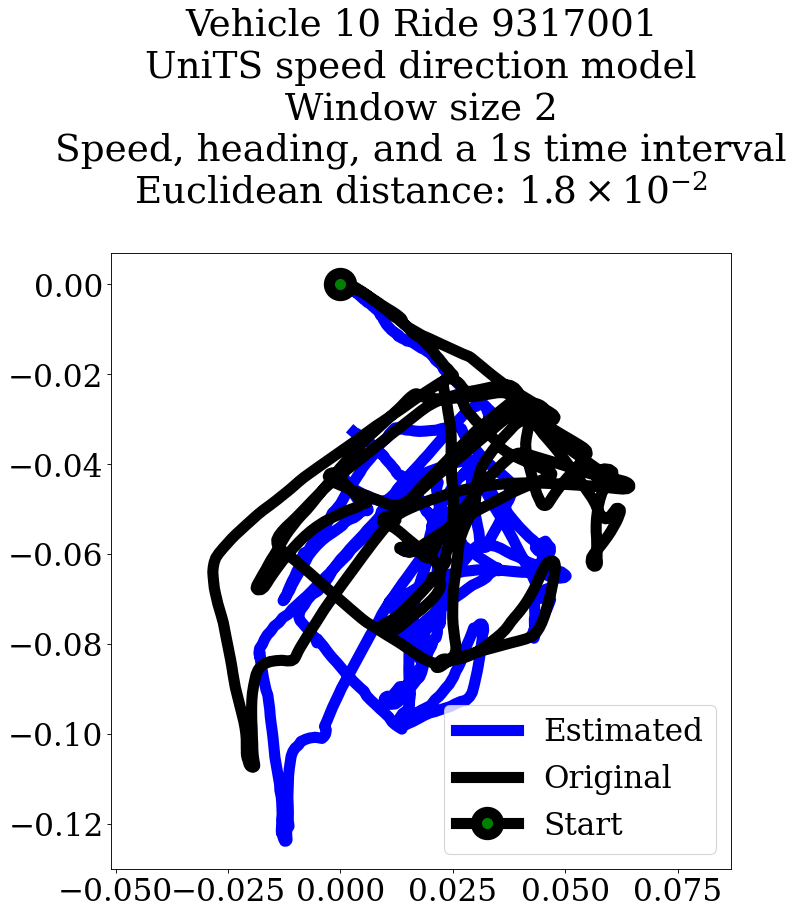 Vehicle 10 Ride 9317001
UniTS speed direction model
Window size 2
Speed, heading, and a 1s time interval
Euclidean distance: 1.8 × 10⁻²
0.00
−0.02
−0.04
−0.06
−0.08
−0.10
−0.12
Estimated
Original
Start
−0.050 −0.025 0.000 0.025 0.050 0.075